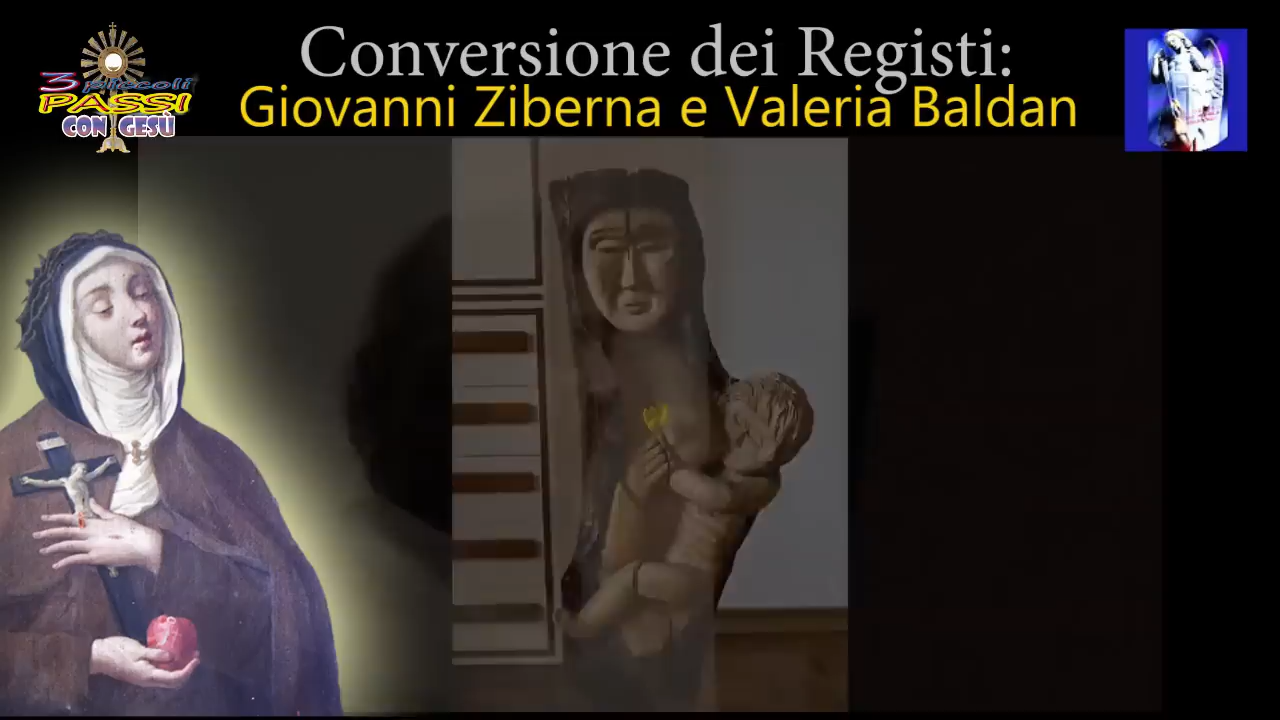 3 piccoli
PASSI
CON GESÙ
Conversione dei Registi:
Giovanni Ziberna e Valeria Baldan